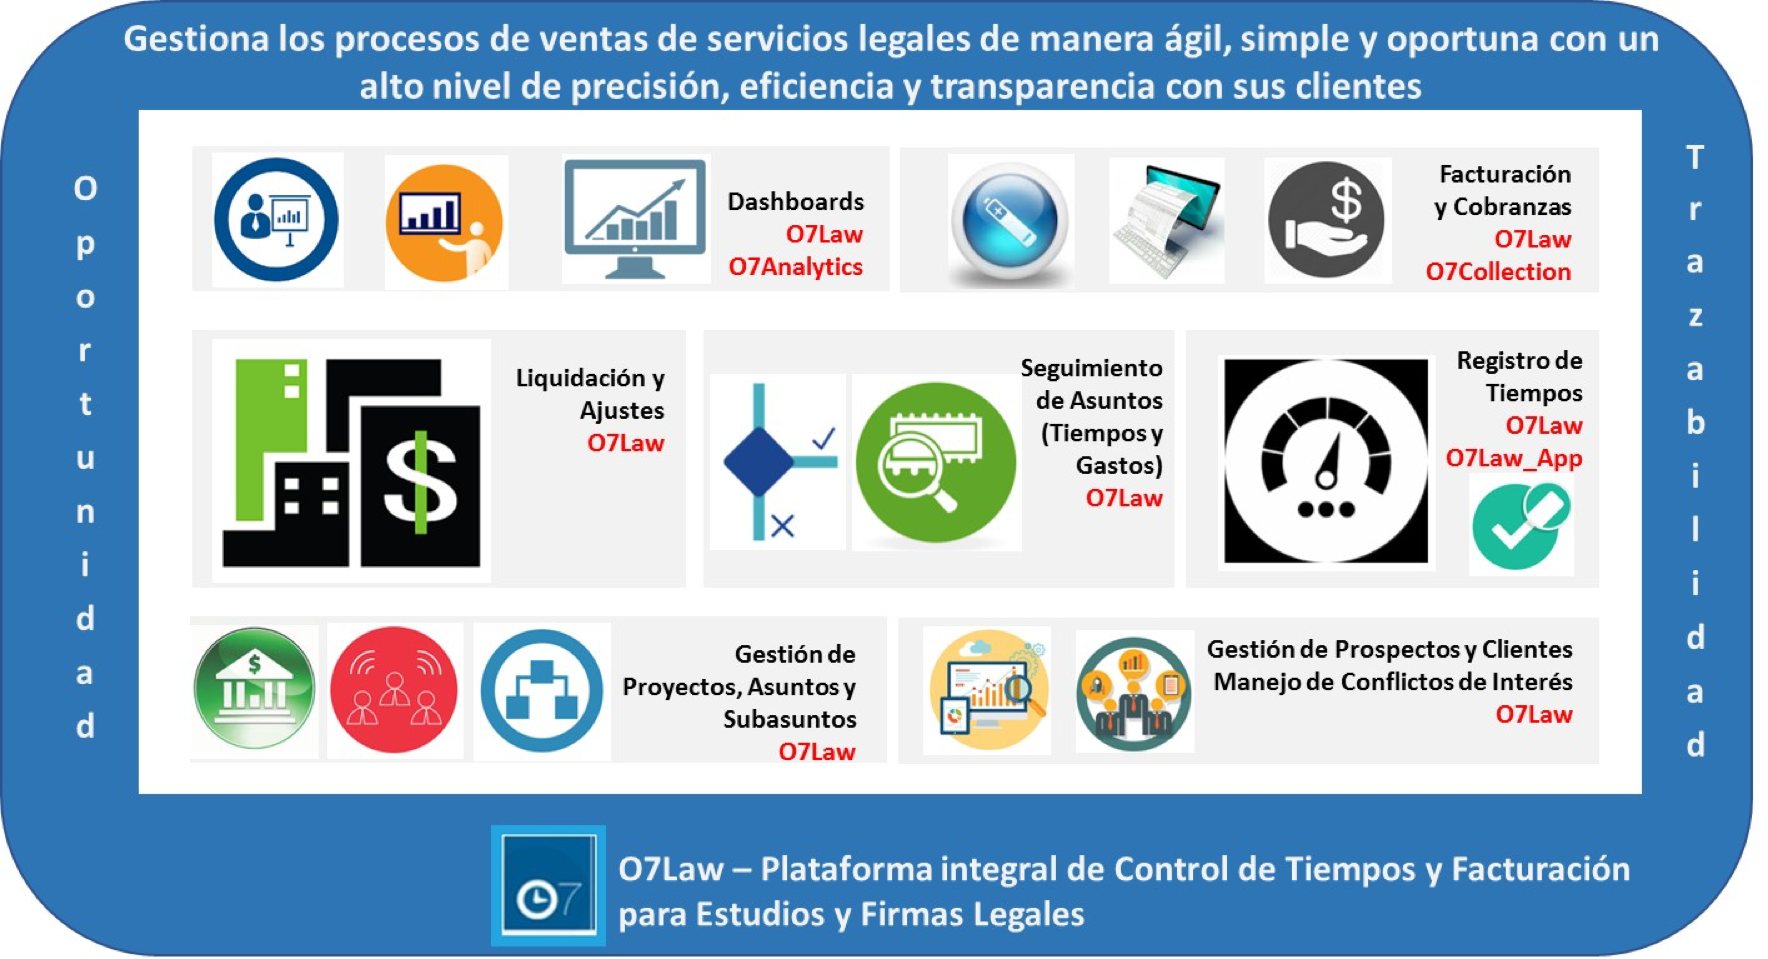 Gestiona los procesos de ventas de servicios legales de manera ágil, simple y oportuna con un
alto nivel de precisión, eficiencia y transparencia con sus clientes
Oportunidad
Dashboards
O7Law
O7Analytics
Facturación
y Cobranzas
O7Law
O7Collection
Liquidación y
Ajustes
O7Law
$
Seguimiento
de Asuntos
(Tiempos y
Gastos)
O7Law
Registro de
Tiempos
O7Law
O7Law_App
Gestión de
Proyectos, Asuntos y
Subasuntos
O7Law
Gestión de Prospectos y Clientes
Manejo de Conflictos de Interés
O7Law
Trazabilidad
O7
O7Law – Plataforma integral de Control de Tiempos y Facturación
para Estudios y Firmas Legales